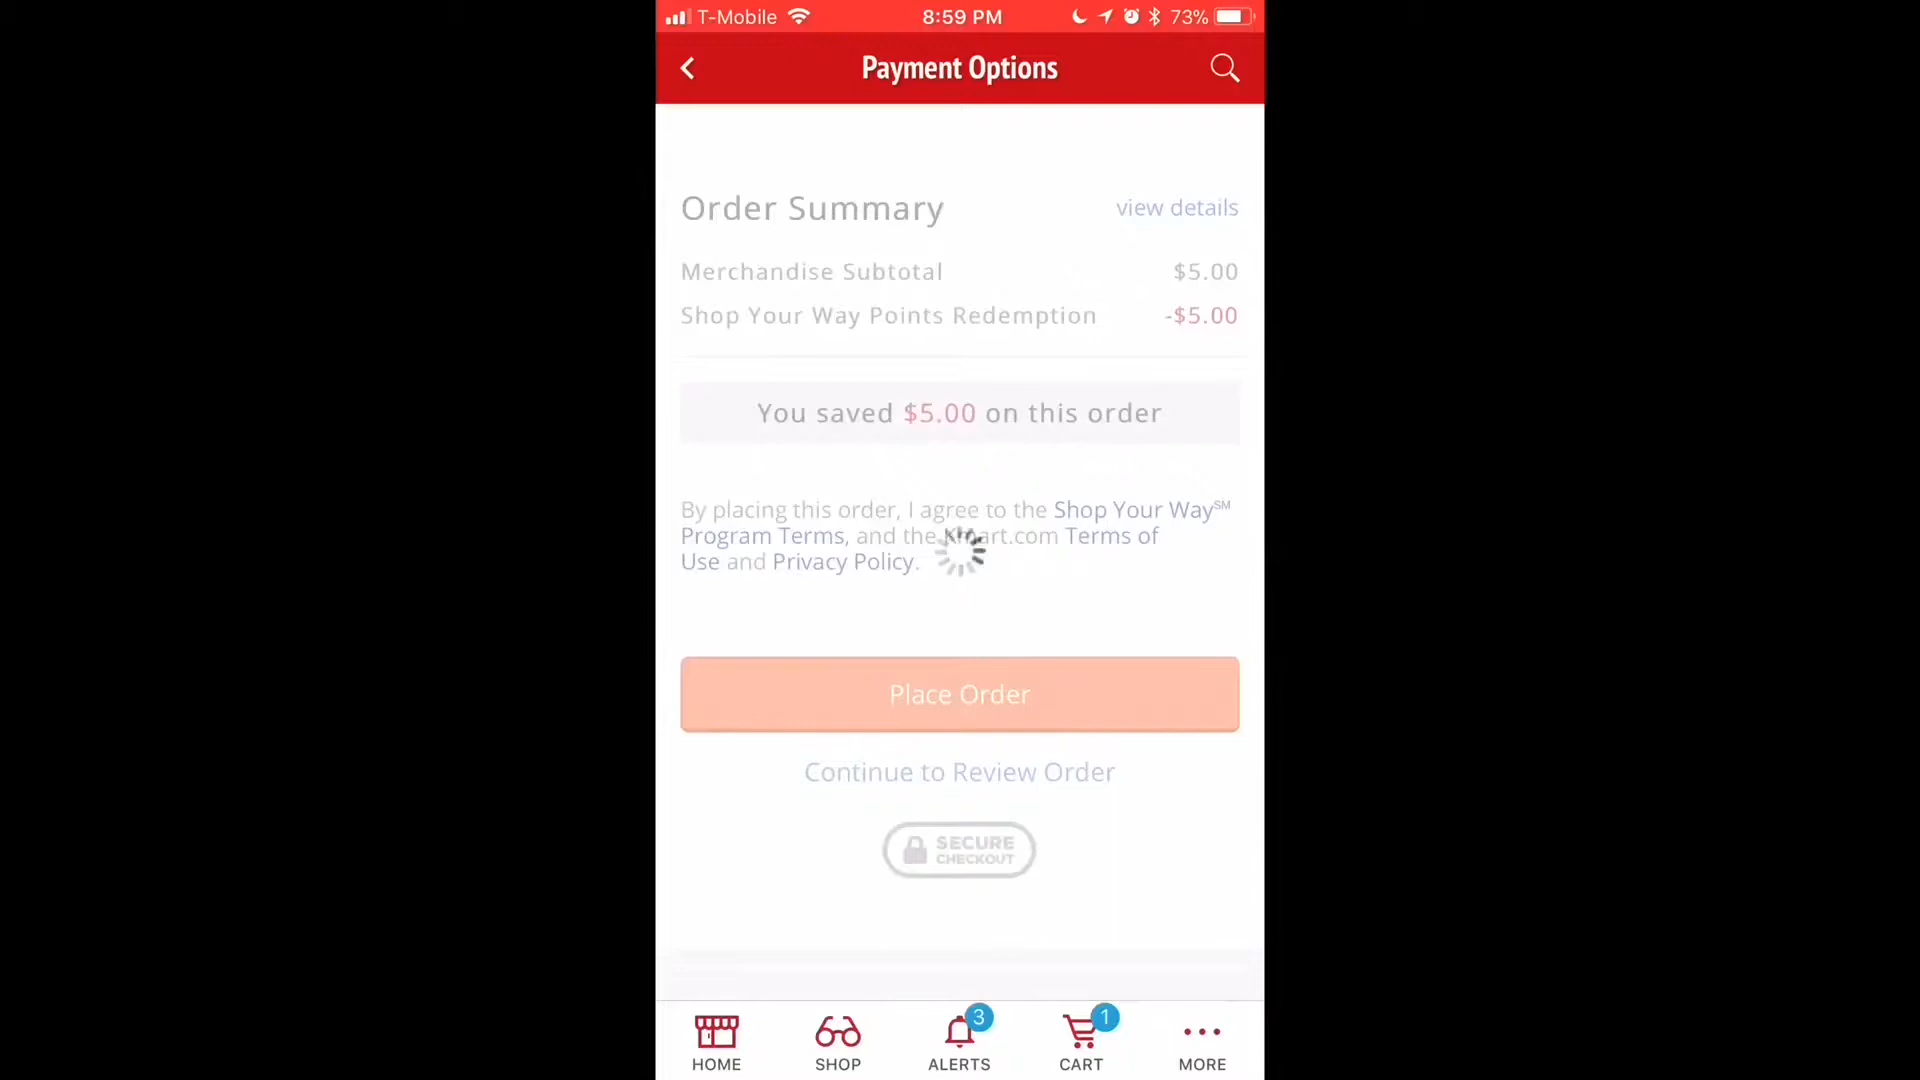 T-Mobile 8:59 PM 73%
Payment Options
Order Summary view details
Merchandise Subtotal $5.00
Shop Your Way Points Redemption -$5.00
You saved $5.00 on this order
By placing this order, I agree to the Shop Your Way℠
Program Terms, and the Kmart.com Terms of
Use and Privacy Policy.
Place Order
Continue to Review Order
SECURE
CHECKOUT
3 1
HOME SHOP ALERTS CART MORE